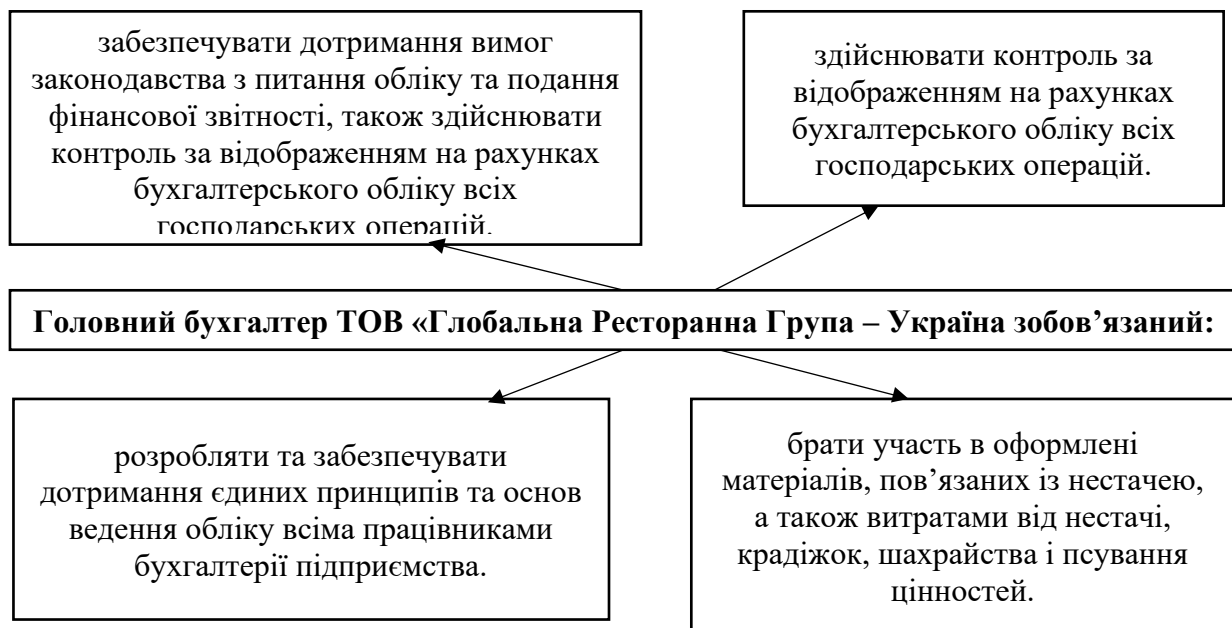 забезпечувати дотримання вимог
законодавства з питання обліку та подання
фінансової звітності, також здійснювати
контроль за відображенням на рахунках
бухгалтерського обліку всіх
господарських операцій.
здійснювати контроль за
відображенням на рахунках
бухгалтерського обліку всіх
господарських операцій.
Головний бухгалтер ТОВ «Глобальна Ресторанна Група – Україна зобов’язаний:
розробляти та забезпечувати
дотримання єдиних принципів та основ
ведення обліку всіма працівниками
бухгалтерії підприємства.
брати участь в оформлені
матеріалів, пов’язаних із нестачею,
а також витратами від нестачі,
крадіжок, шахрайства і псування
цінностей.